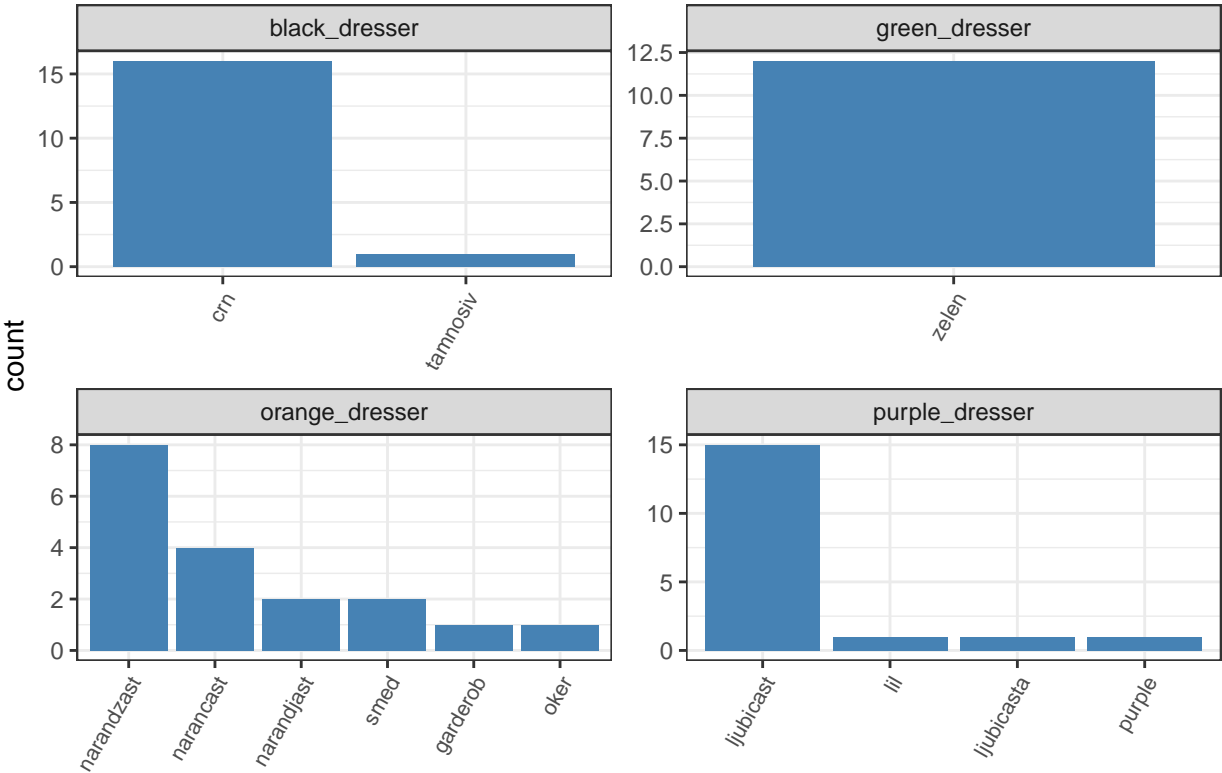 black_dresser
15
10
5
0
crn
tamnosiv
green_dresser
12.5
10.0
7.5
5.0
2.5
0.0
zelen
count
orange_dresser
8
6
4
2
0
narandzast
narancast
narandjast
smed
garderob
oker
purple_dresser
15
10
5
0
ljubicast
lil
ljubicasta
purple